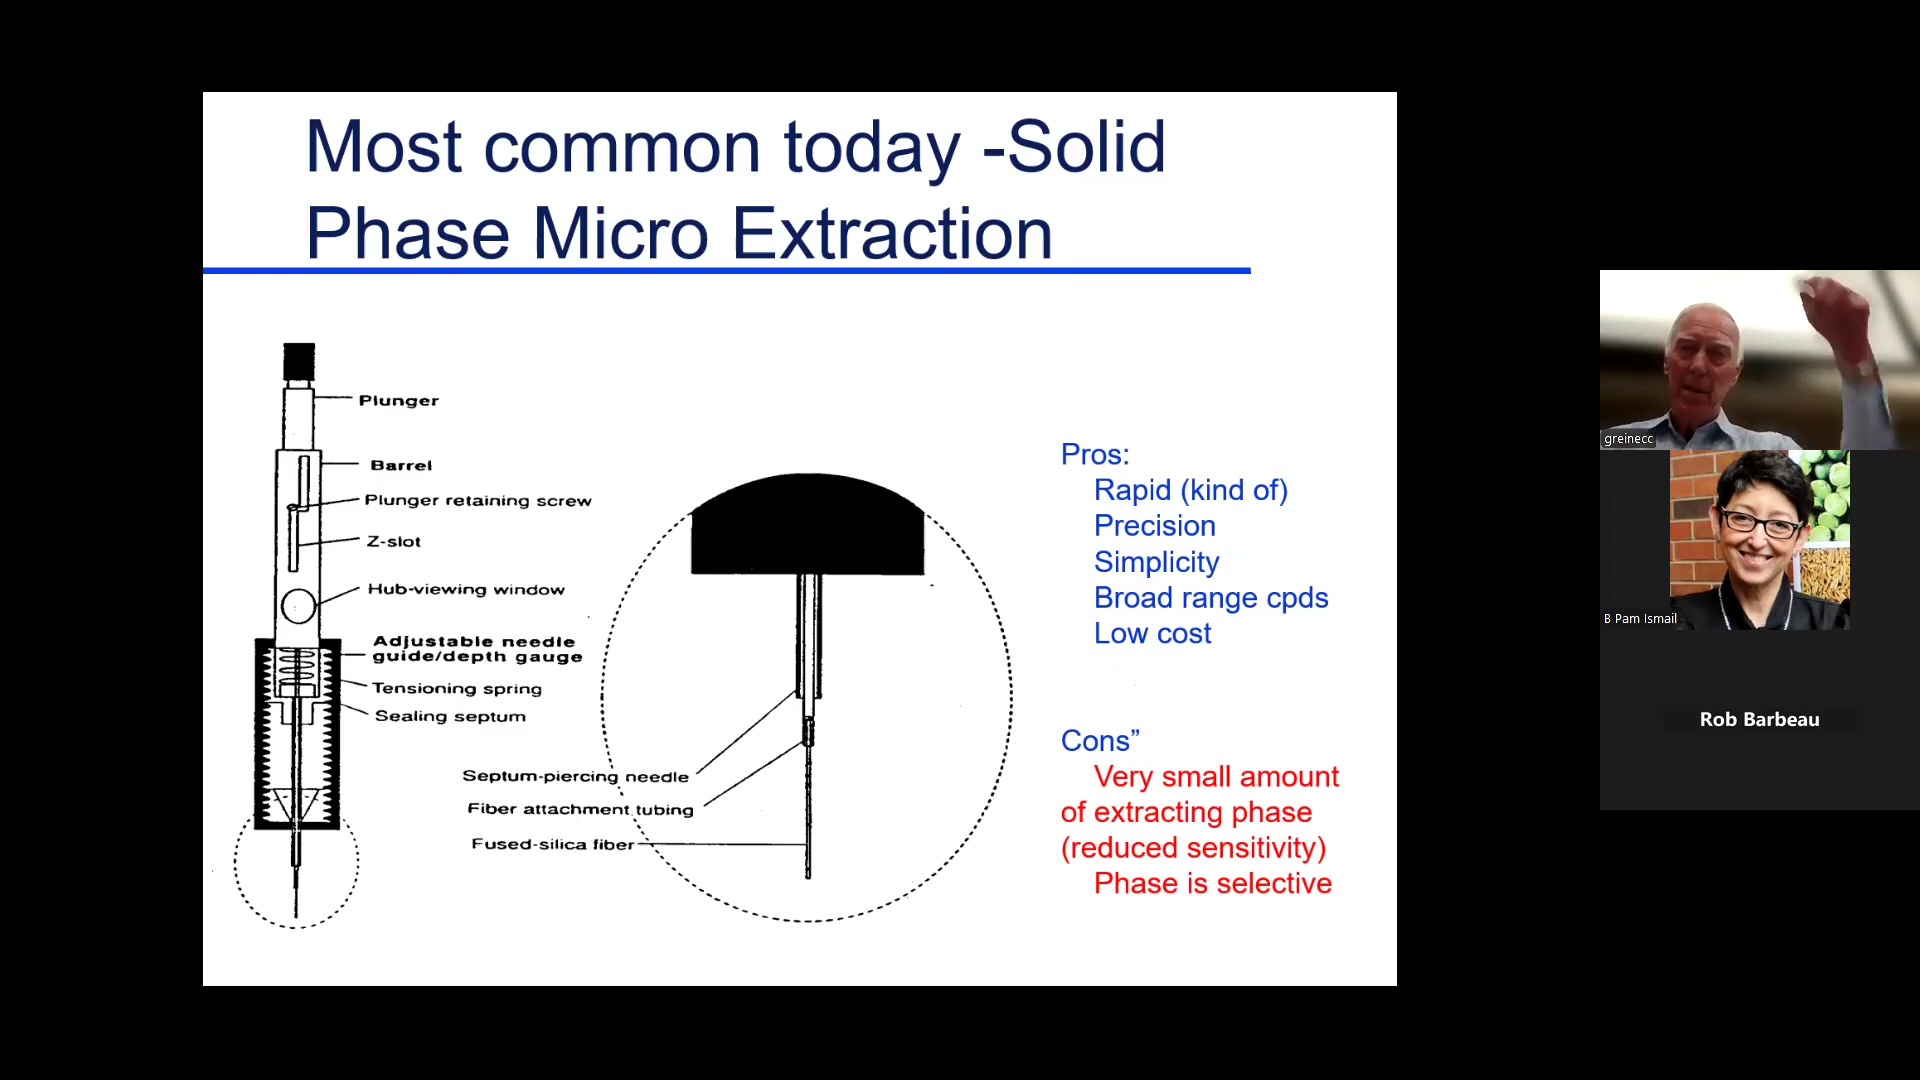 Most common today -Solid
Phase Micro Extraction
Plunger
Barrel
Plunger retaining screw
Z-slot
Hub-viewing window
Adjustable needle
guide/depth gauge
Tensioning spring
Sealing septum
Septum-piercing needle
Fiber attachment tubing
Fused-silica fiber
Pros:
Rapid (kind of)
Precision
Simplicity
Broad range cpds
Low cost
Cons”
Very small amount
of extracting phase
(reduced sensitivity)
Phase is selective
greinecc
B Pam Ismail
Rob Barbeau